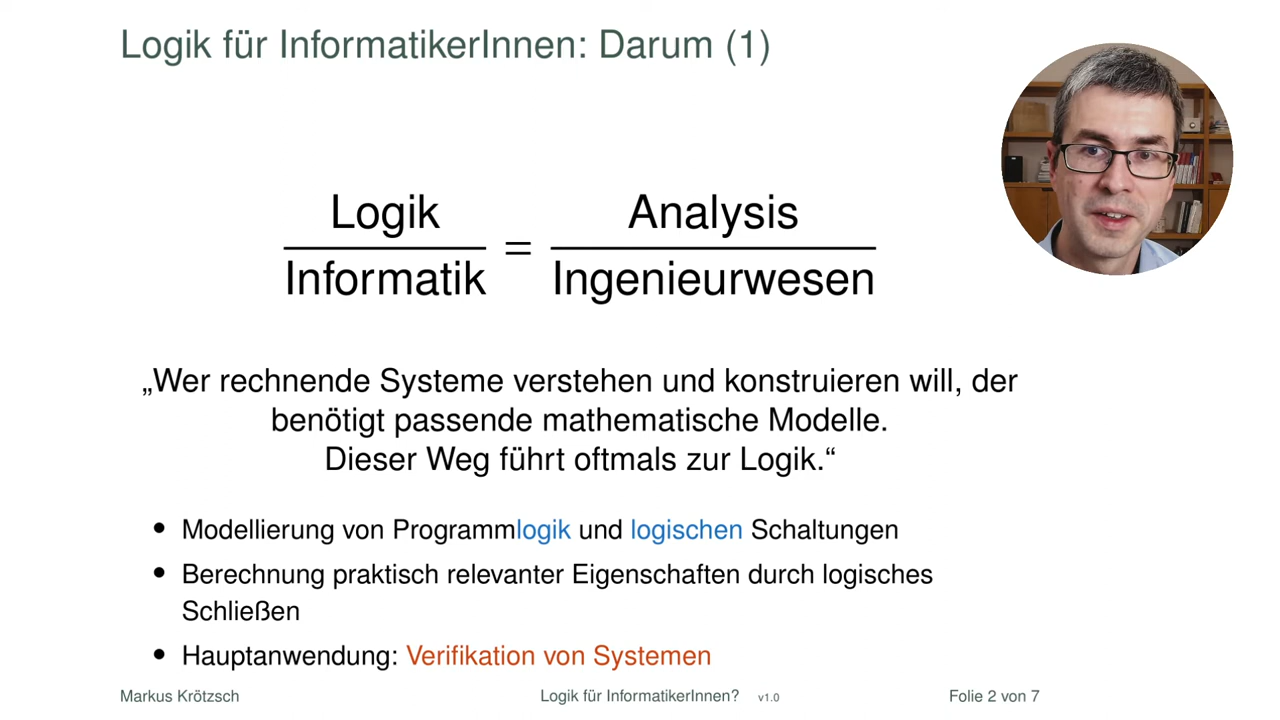 Logik für InformatikerInnen: Darum (1)
Logik
Informatik
=
Analysis
Ingenieurwesen
„Wer rechnende Systeme verstehen und konstruieren will, der
benötigt passende mathematische Modelle.
Dieser Weg führt oftmals zur Logik.“
• Modellierung von Programmlogik und logischen Schaltungen
• Berechnung praktisch relevanter Eigenschaften durch logisches
Schließen
• Hauptanwendung: Verifikation von Systemen
Markus Krötzsch Logik für InformatikerInnen? v1.0 Folie 2 von 7